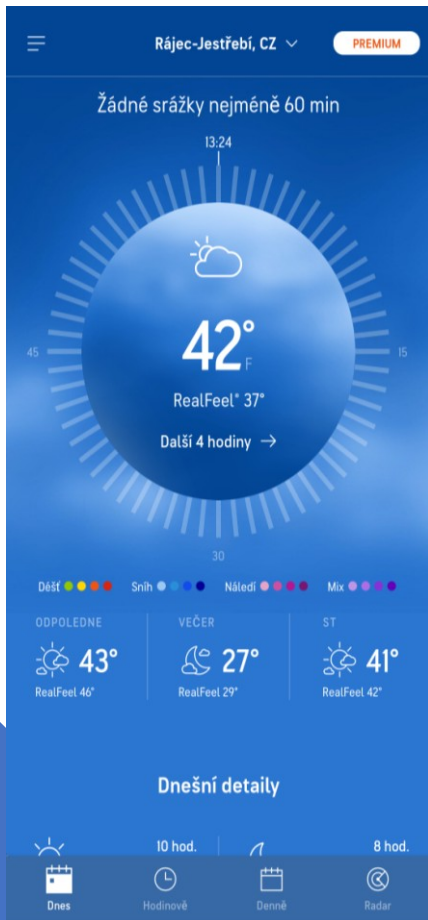 Rájec-Jestřebí, CZ
PREMIUM
Žádné srážky nejméně 60 min
13:24
45
15
42°
F
RealFeel® 37°
Další 4 hodiny →
30
Déšť
Sníh
Náledí
Mix
ODPOLEDNE
43°
RealFeel 46°
VEČER
27°
RealFeel 29°
ST
41°
RealFeel 42°
Dnešní detaily
10 hod.
8 hod.
Dnes
Hodinově
Denně
Radar